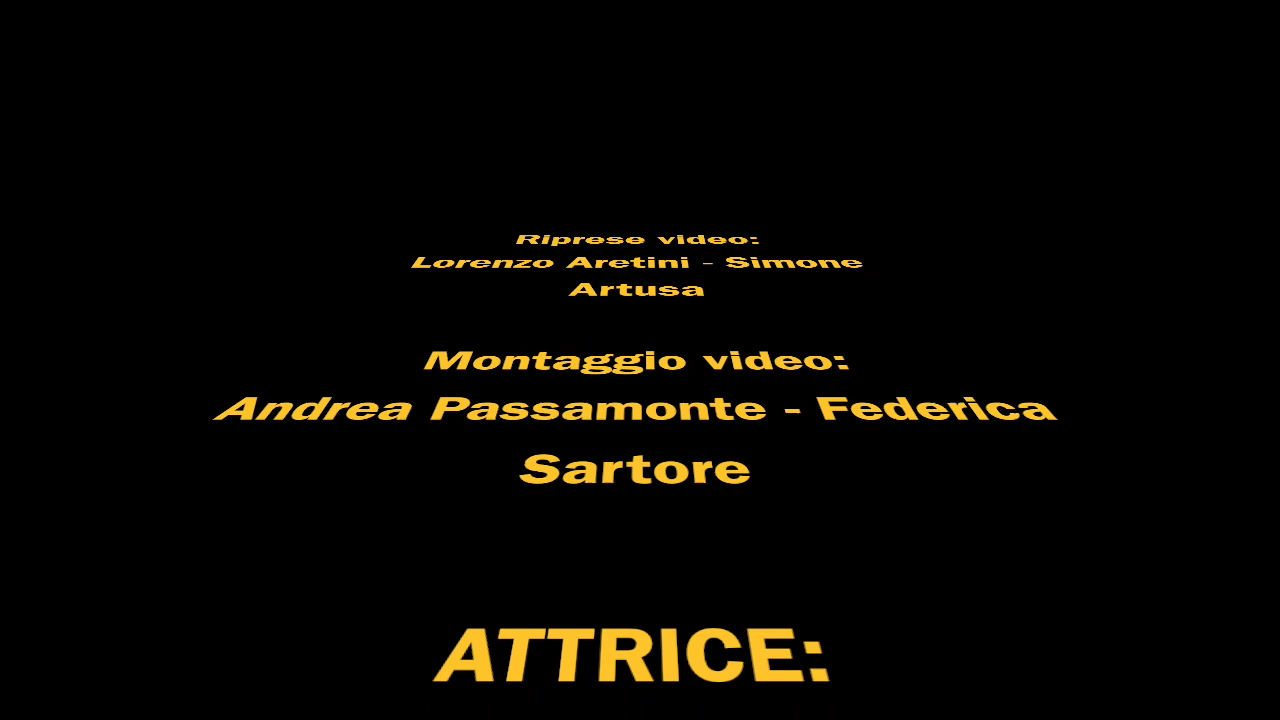 Riprese video:
Lorenzo Aretini - Simone
Artusa
Montaggio video:
Andrea Passamonte - Federica
Sartore
ATTRICE: